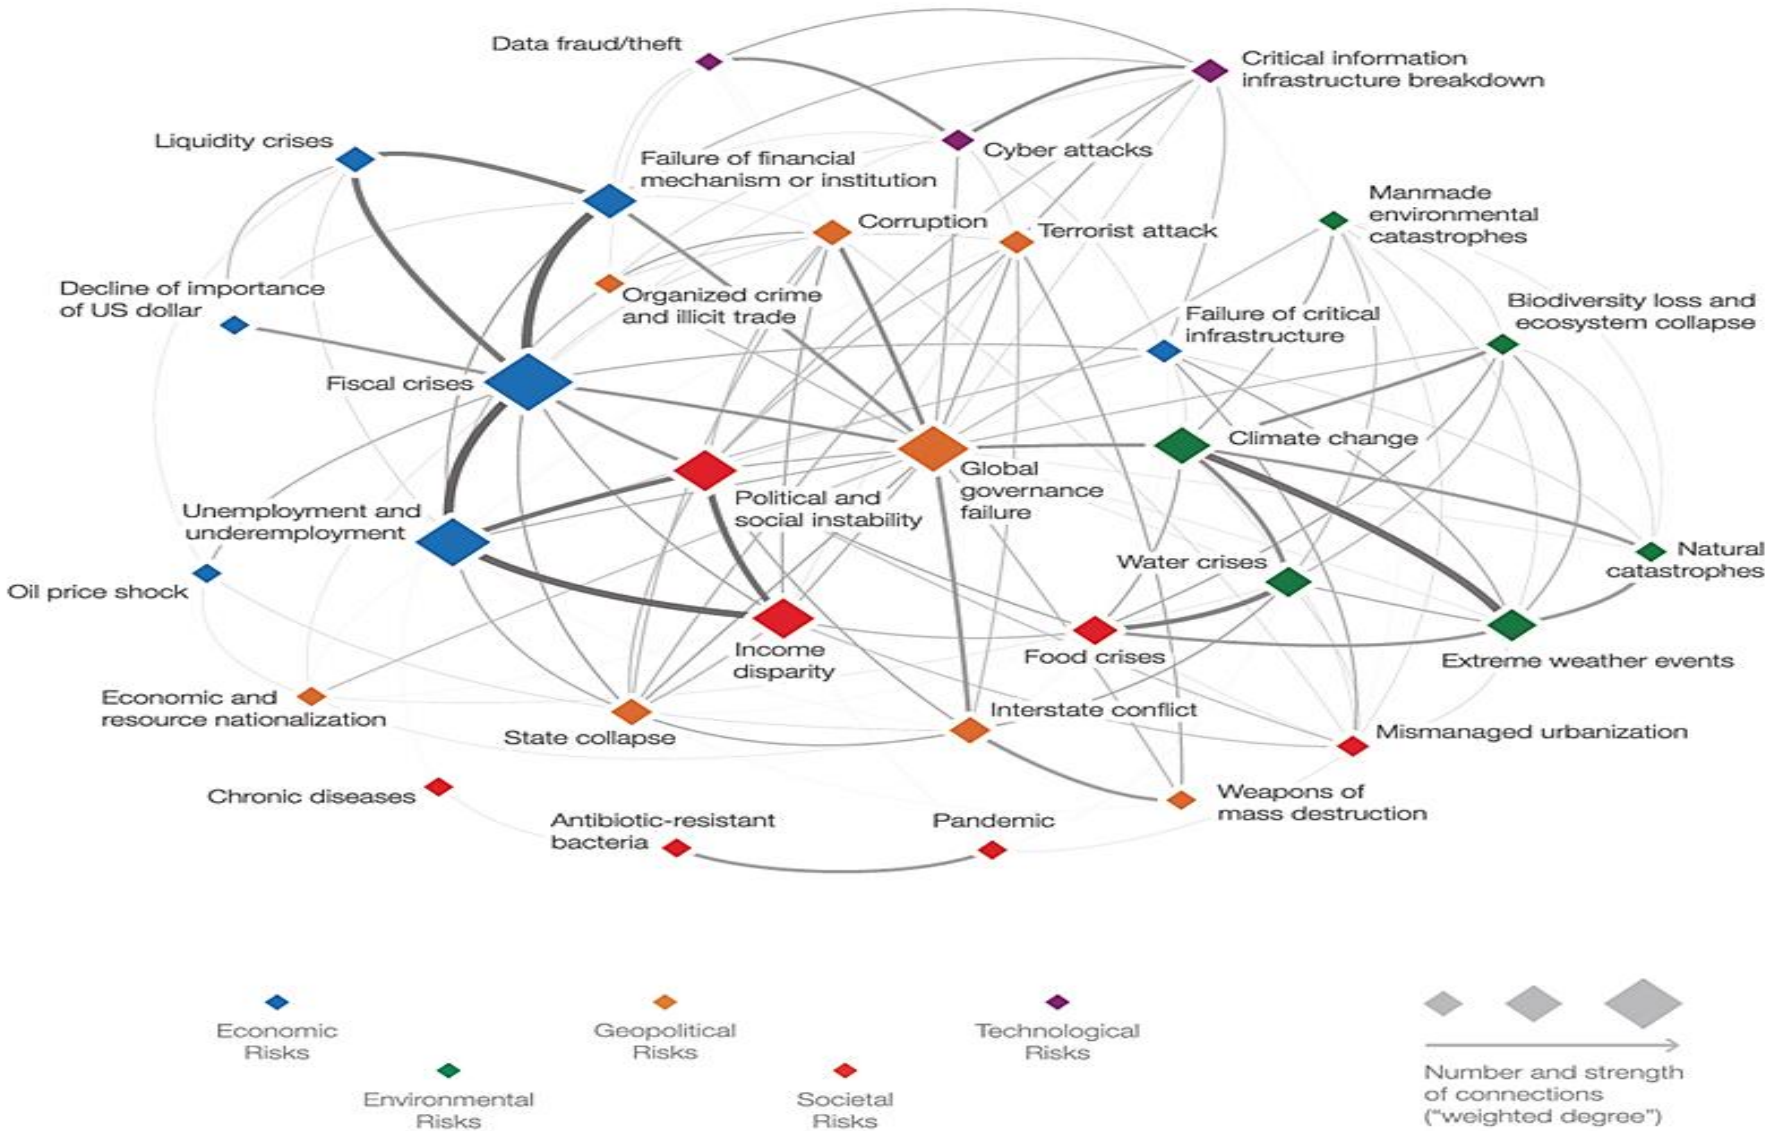 Data fraud/theft
Critical information
infrastructure breakdown
Liquidity crises
Cyber attacks
Failure of financial
mechanism or institution
Manmade
environmental
catastrophes
Corruption
Terrorist attack
Decline of importance
of US dollar
Organized crime
and illicit trade
Failure of critical
infrastructure
Biodiversity loss and
ecosystem collapse
Fiscal crises
Climate change
Global
governance
failure
Political and
social instability
Unemployment and
underemployment
Water crises
Natural
catastrophes
Oil price shock
Income
disparity
Food crises
Extreme weather events
Economic and
resource nationalization
State collapse
Interstate conflict
Mismanaged urbanization
Chronic diseases
Antibiotic-resistant
bacteria
Pandemic
Weapons of
mass destruction
Economic
Risks
Geopolitical
Risks
Technological
Risks
Environmental
Risks
Societal
Risks
Number and strength
of connections
(“weighted degree”)